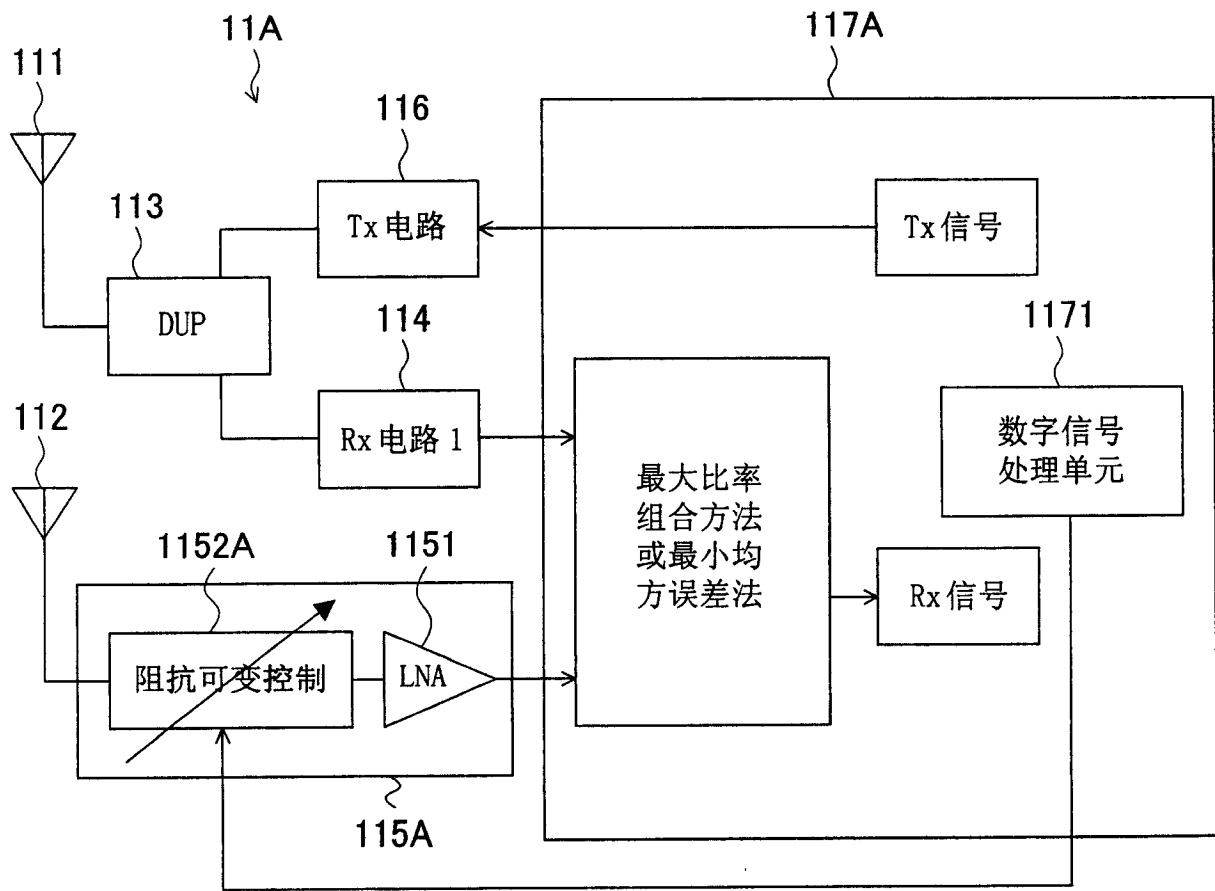 11A
117A
111
116
Tx 电路
Tx 信号
113
DUP
114
Rx 电路 1
1171
数字信号
处理单元
112
最大比率
组合方法
或最小均
方误差法
1152A
1151
Rx 信号
阻抗可变控制
LNA
115A